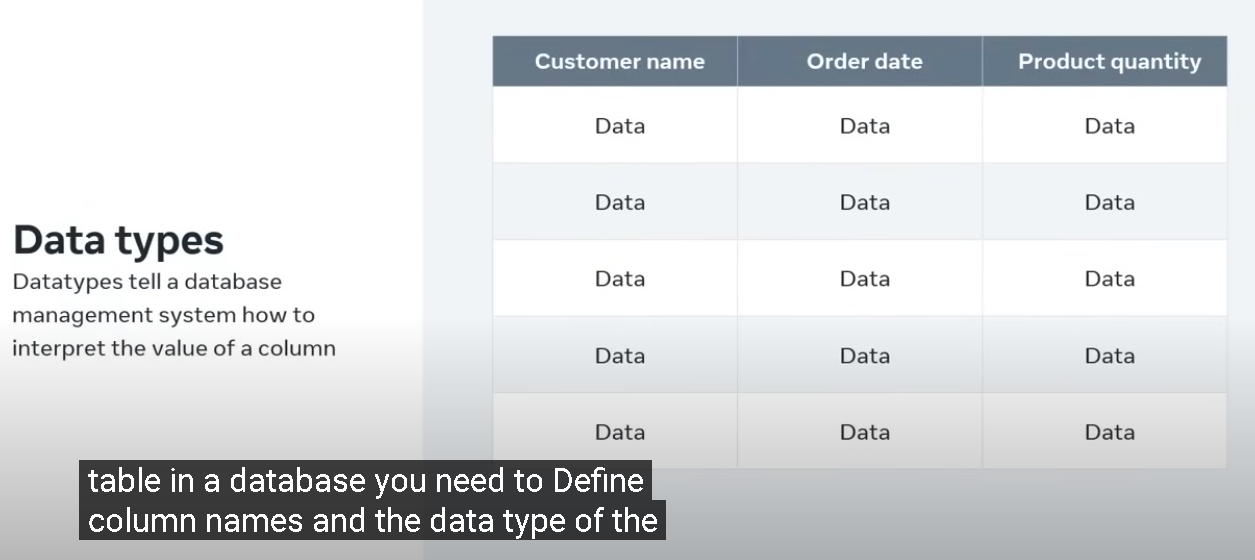 Data types
Datatypes tell a database
management system how to
interpret the value of a column
Customer name Order date Product quantity
Data Data Data
Data Data Data
Data Data Data
Data Data Data
Data Data Data
table in a database you need to Define
column names and the data type of the